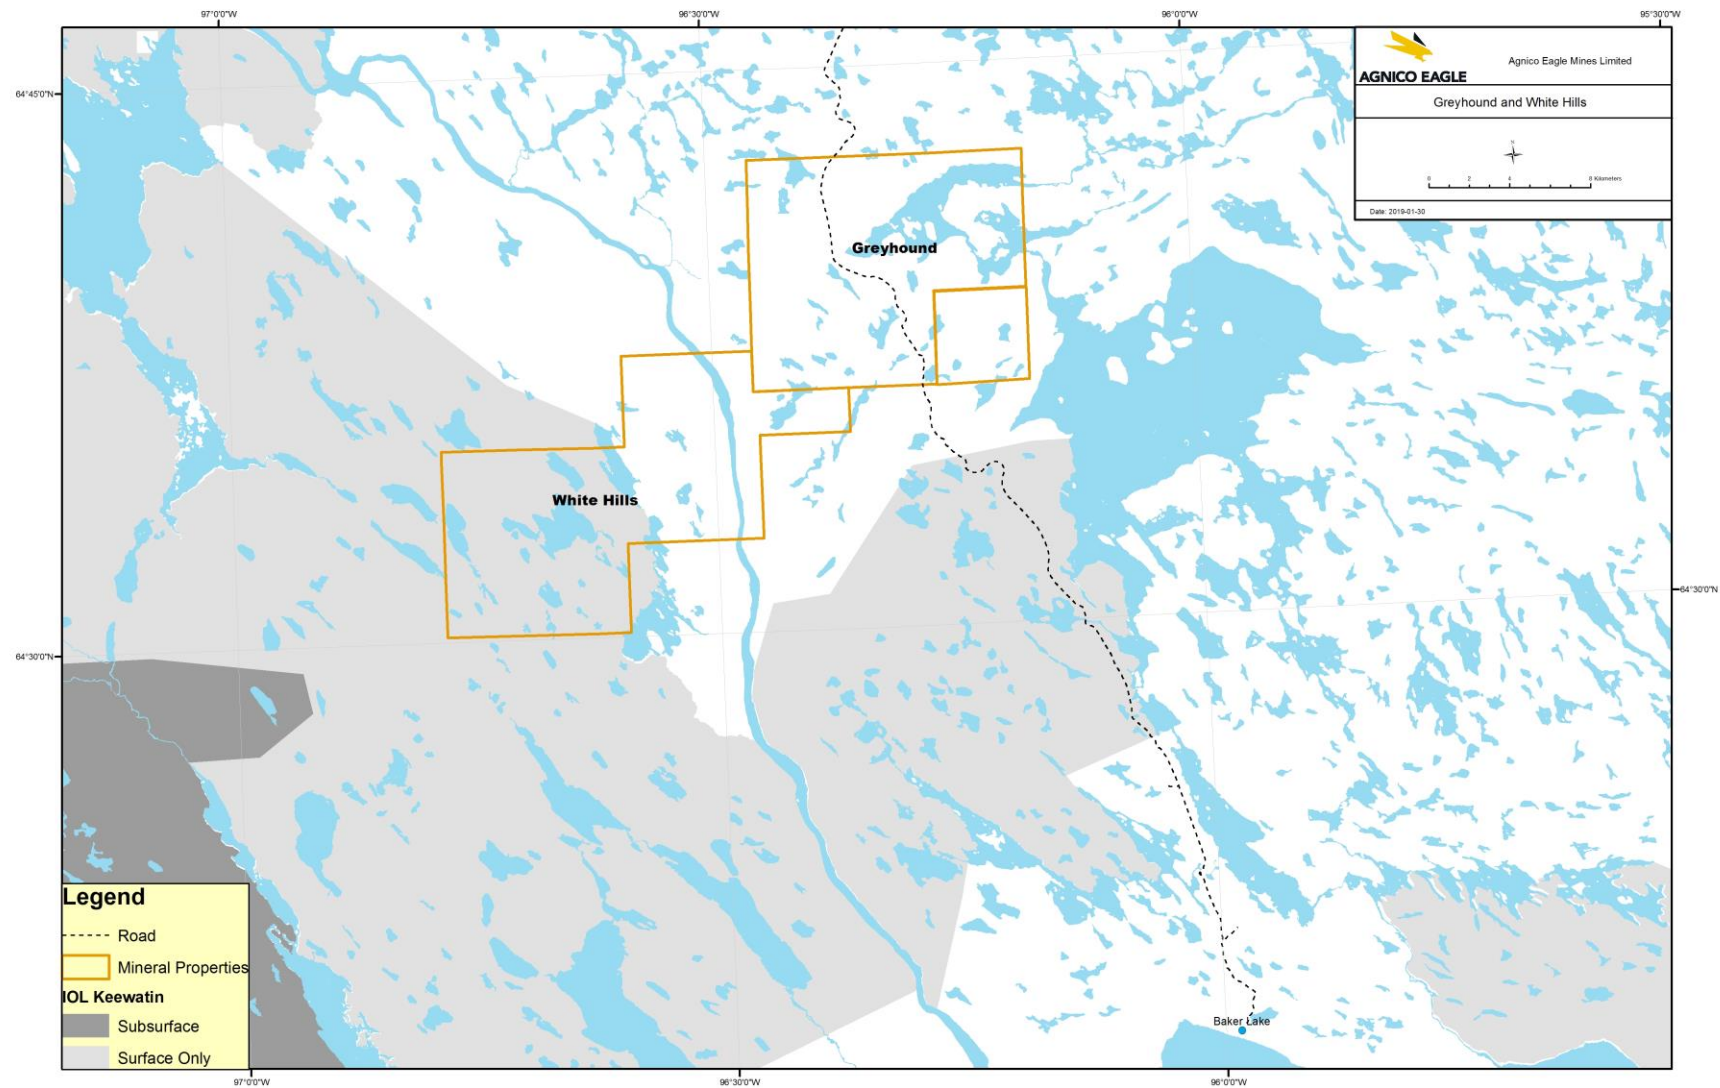 97°0'0"W
96°30'0"W
96°0'0"W
95°30'0"W
AGNICO EAGLE
Agnico Eagle Mines Limited
Greyhound and White Hills
N
0 2 4 8 Kilometers
Date: 2019-01-30
64°45'0"N
Greyhound
White Hills
64°30'0"N
64°30'0"N
Legend
Road
Mineral Properties
IOL Keewatin
Subsurface
Surface Only
Baker Lake
97°0'0"W
96°30'0"W
96°0'0"W